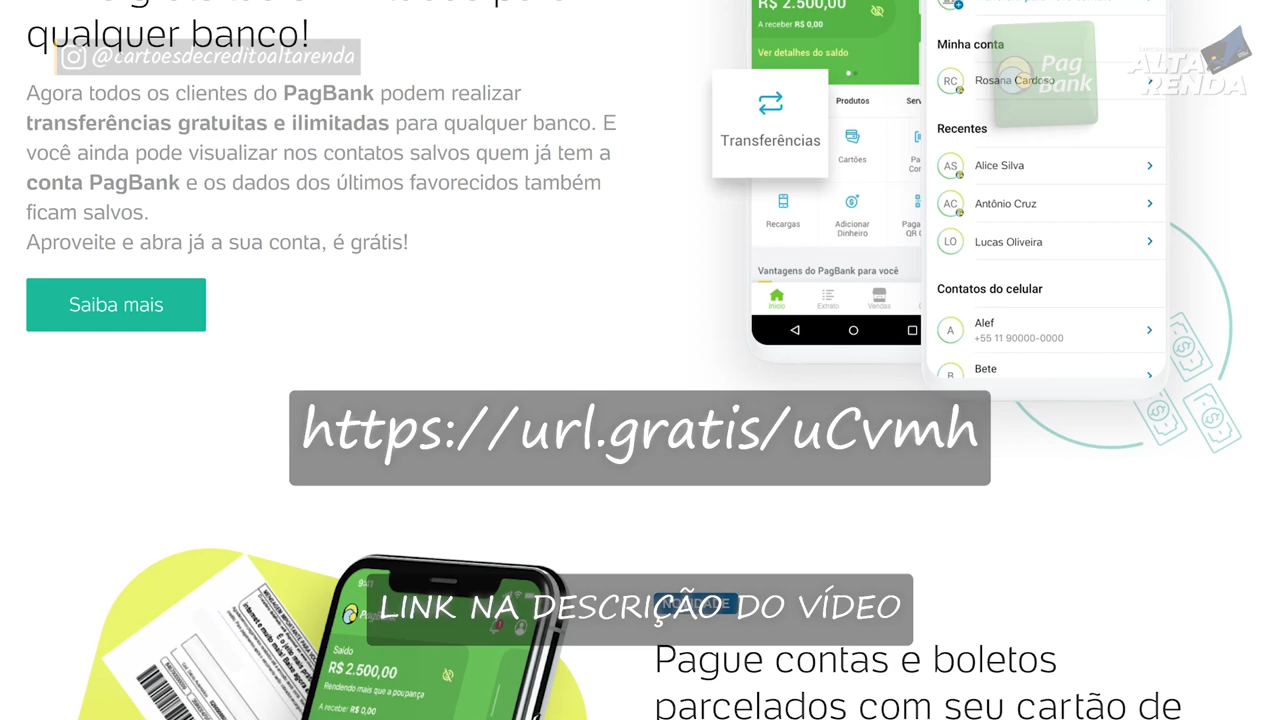 qualquer banco!
@cartoesdecreditoaltarenda
Agora todos os clientes do PagBank podem realizar
transferências gratuitas e ilimitadas para qualquer banco. E
você ainda pode visualizar nos contatos salvos quem já tem a
conta PagBank e os dados dos últimos favorecidos também
ficam salvos.
Aproveite e abra já a sua conta, é grátis!
Saiba mais
R$ 2.500,00
A receber R$ 0,00
Ver detalhes do saldo
Produtos
Transferências
Cartões
Recargas
Adicionar
Dinheiro
QR
Vantagens do PagBank para você
Início
Extrato
Vendas
Minha conta
RC
Rosana Cardoso
Recentes
AS
Alice Silva
AC
Antônio Cruz
LO
Lucas Oliveira
Contatos do celular
A
Alef
+55 11 90000-0000
B
Bete
Pag
Bank
ALTA
RENDA
https://url.gratis/uCvmh
LINK NA DESCRIÇÃO DO VÍDEO
NOVIDADE
Saldo
R$ 2.500,00
Rendendo mais que a poupança
A receber R$ 0,00
Pague contas e boletos
parcelados com seu cartão de